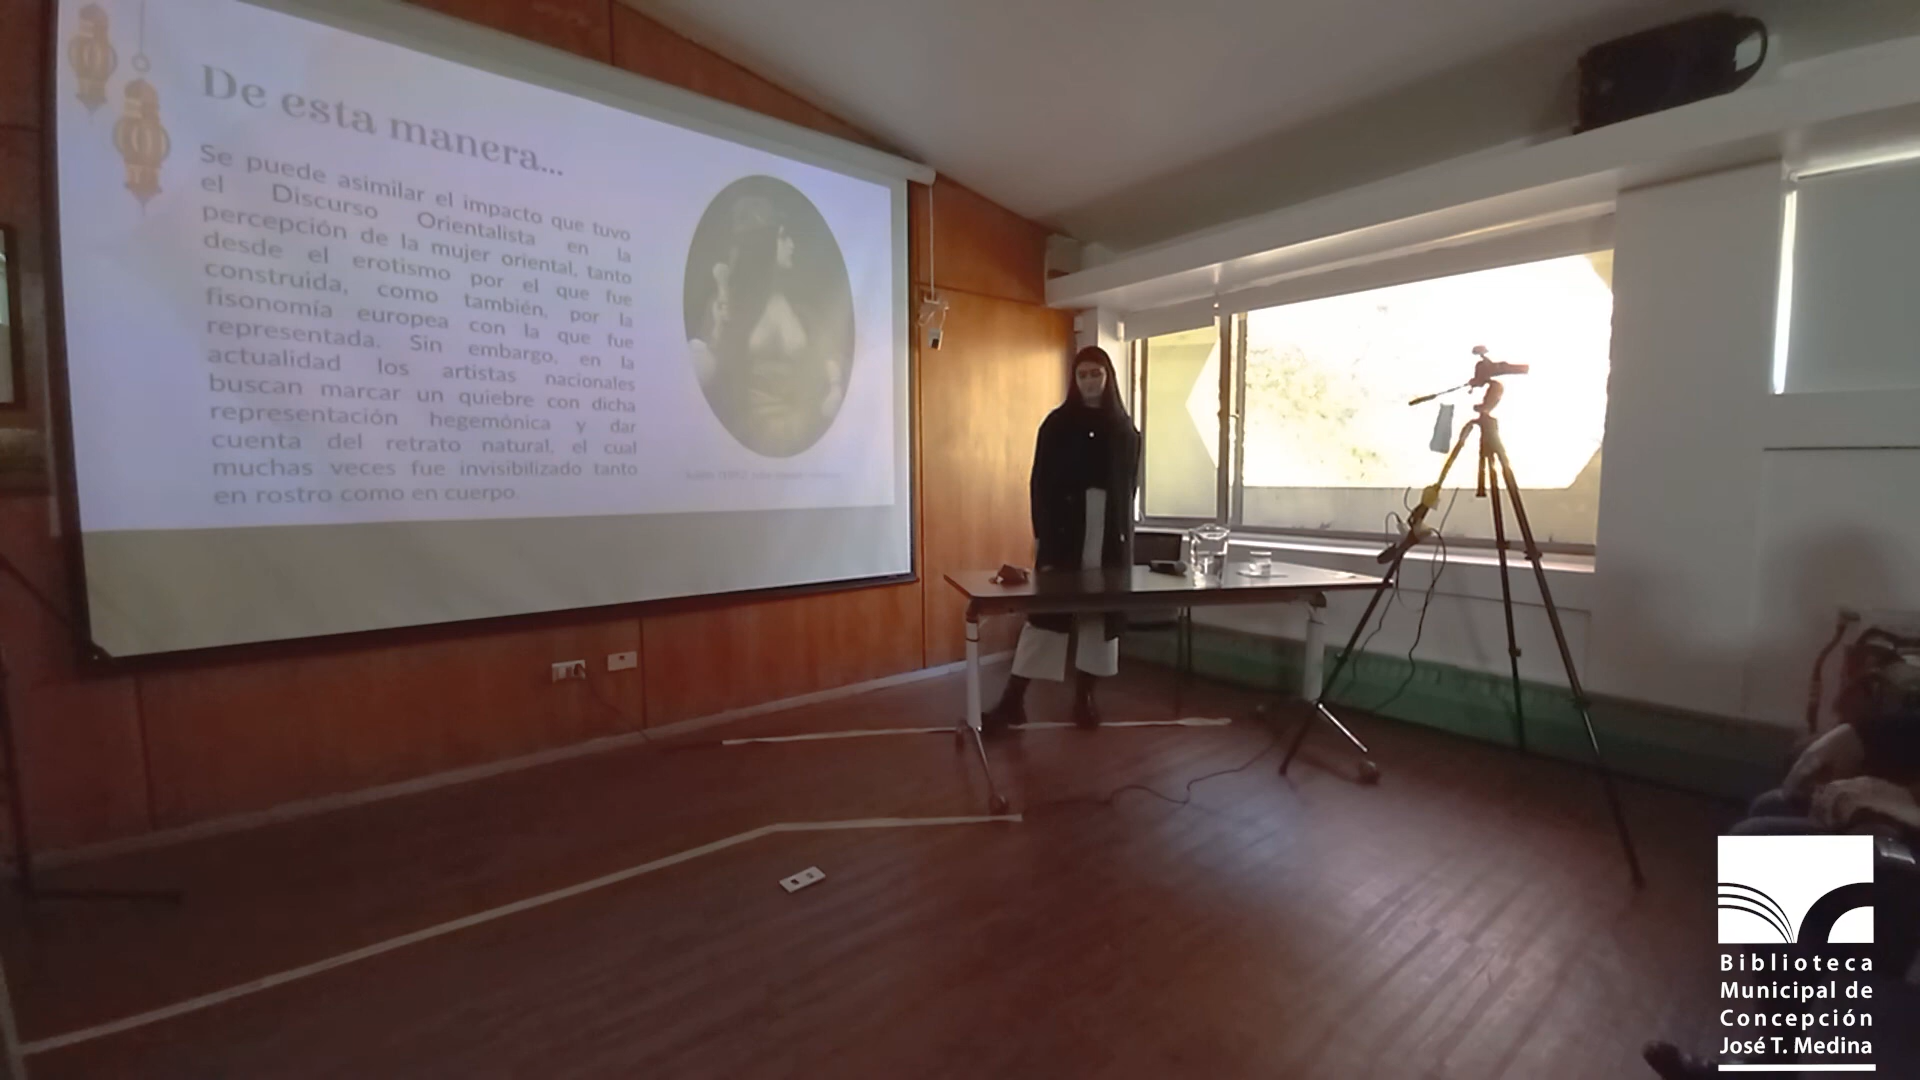 De esta manera...
Se puede asimilar el impacto que tuvo
el Discurso Orientalista en la
percepción de la mujer oriental, tanto
desde el erotismo por el que fue
construida, como también, por la
fisonomía europea con la que fue
representada. Sin embargo, en la
actualidad los artistas nacionales
buscan marcar un quiebre con dicha
representación hegemónica y dar
cuenta del retrato natural, el cual
muchas veces fue invisibilizado tanto
en rostro como en cuerpo
Biblioteca
Municipal de
Concepción
José T. Medina